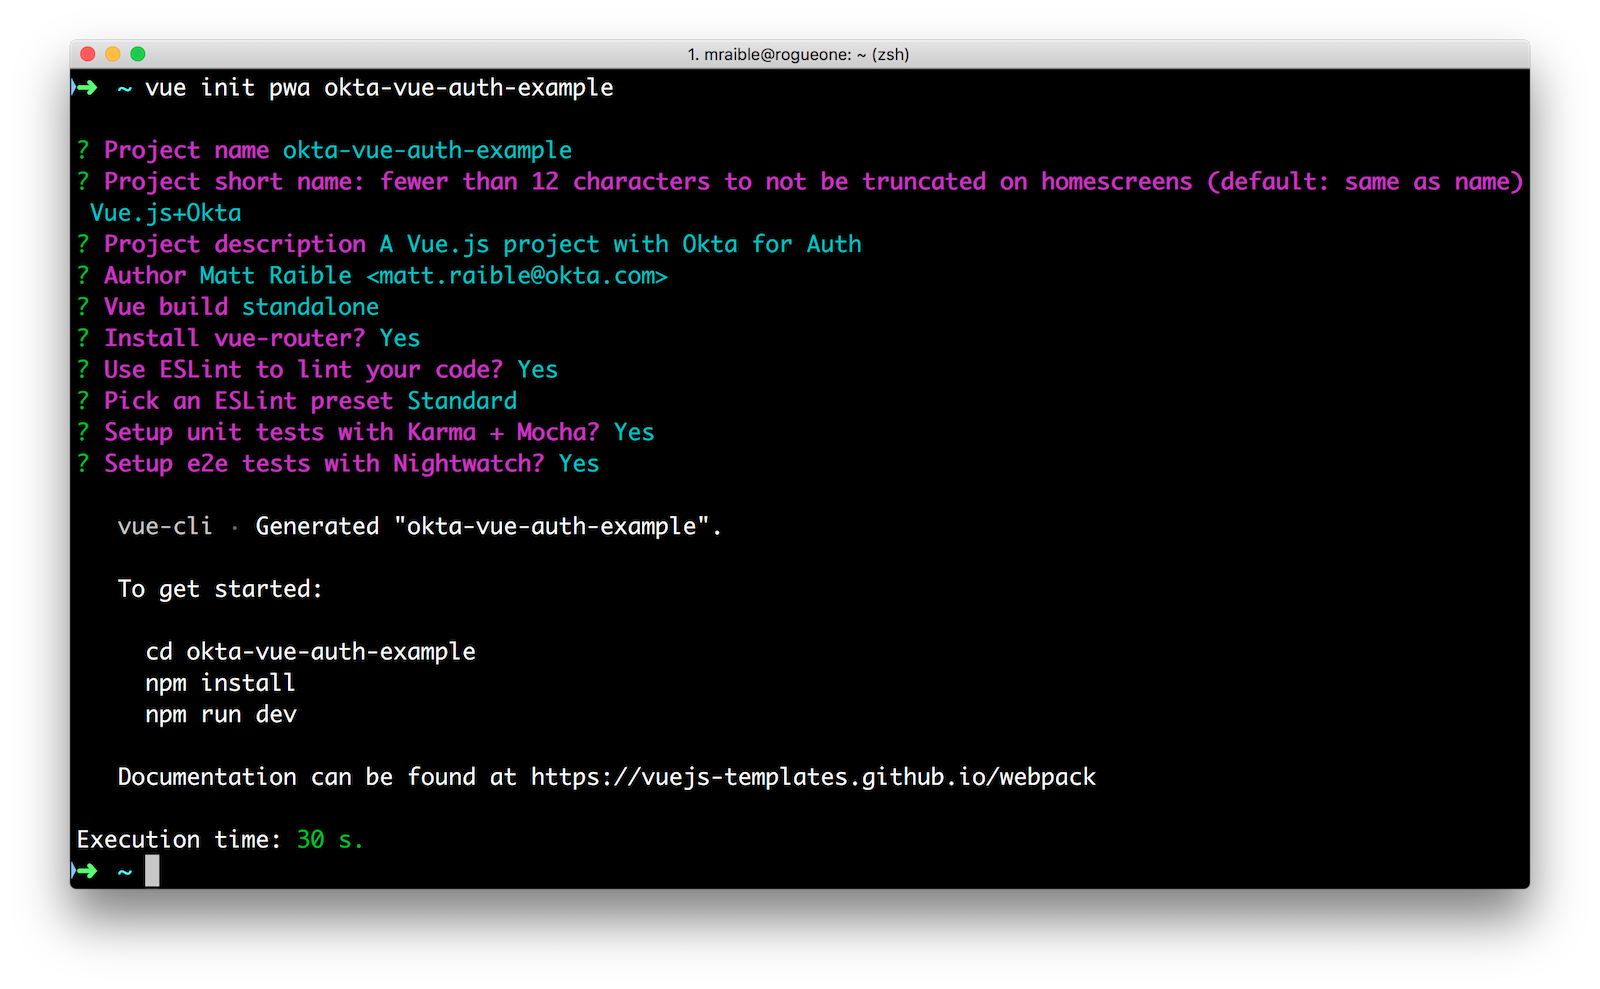 1. mraible@rogueone: ~ (zsh)
➜ ~ vue init pwa okta-vue-auth-example
? Project name okta-vue-auth-example
? Project short name: fewer than 12 characters to not be truncated on homescreens (default: same as name)
Vue.js+Okta
? Project description A Vue.js project with Okta for Auth
? Author Matt Raible <matt.raible@okta.com>
? Vue build standalone
? Install vue-router? Yes
? Use ESLint to lint your code? Yes
? Pick an ESLint preset Standard
? Setup unit tests with Karma + Mocha? Yes
? Setup e2e tests with Nightwatch? Yes
vue-cli · Generated "okta-vue-auth-example".
To get started:
cd okta-vue-auth-example
npm install
npm run dev
Documentation can be found at https://vuejs-templates.github.io/webpack
Execution time: 30 s.
➜ ~